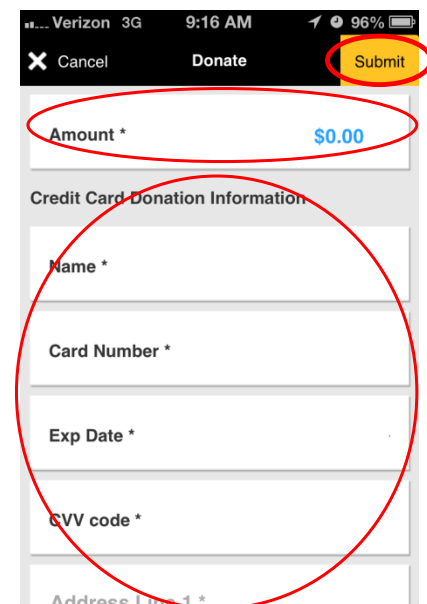 Verizon 3G 9:16 AM 96%
Cancel Donate Submit
Amount * $0.00
Credit Card Donation Information
Name *
Card Number *
Exp Date *
CVV code *
Address Line 1 *